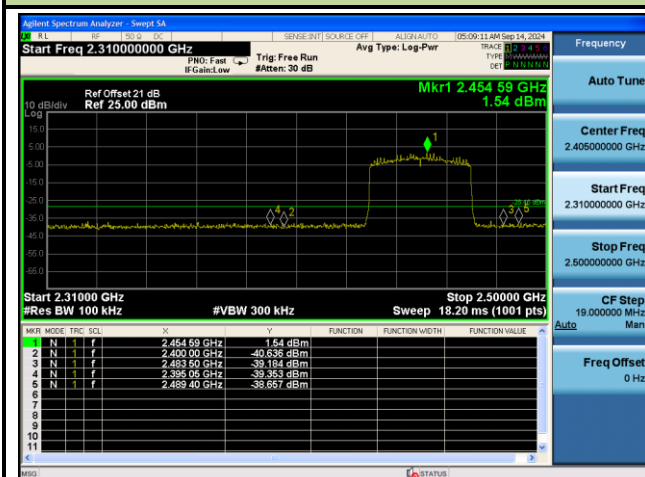 Agilent Spectrum Analyzer - Swept SA
RL RF 50 Ω DC SENSE:INT SOURCE OFF ALIGN AUTO 05:09:11 AM Sep 14, 2024
Start Freq 2.310000000 GHz Avg Type: Log-Pwr TRACE 1 2 3 4 5 6
PNO: Fast Trig: Free Run TYPE
IFGain:Low #Atten: 30 dB DET P N N N N N
Mkr1 2.454 59 GHz
1.54 dBm
Ref Offset 21 dB
10 dB/div Ref 25.00 dBm
Log
15.0
5.00
-5.00
-15.0
-25.0
-35.0
-45.0
-55.0
-65.0
1
4 2 3 5
Start 2.31000 GHz Stop 2.50000 GHz
#Res BW 100 kHz #VBW 300 kHz Sweep 18.20 ms (1001 pts)
MKR MODE TRC SCL X Y FUNCTION FUNCTION WIDTH FUNCTION VALUE
1 N 1 f 2.454 59 GHz 1.54 dBm
2 N 1 f 2.400 00 GHz -40.636 dBm
3 N 1 f 2.483 50 GHz -39.184 dBm
4 N 1 f 2.395 05 GHz -39.353 dBm
5 N 1 f 2.489 40 GHz -38.657 dBm
6
7
8
9
10
11
MSG STATUS
Frequency
Auto Tune
Center Freq
2.405000000 GHz
Start Freq
2.310000000 GHz
Stop Freq
2.500000000 GHz
CF Step
19.000000 MHz
Auto Man
Freq Offset
0 Hz